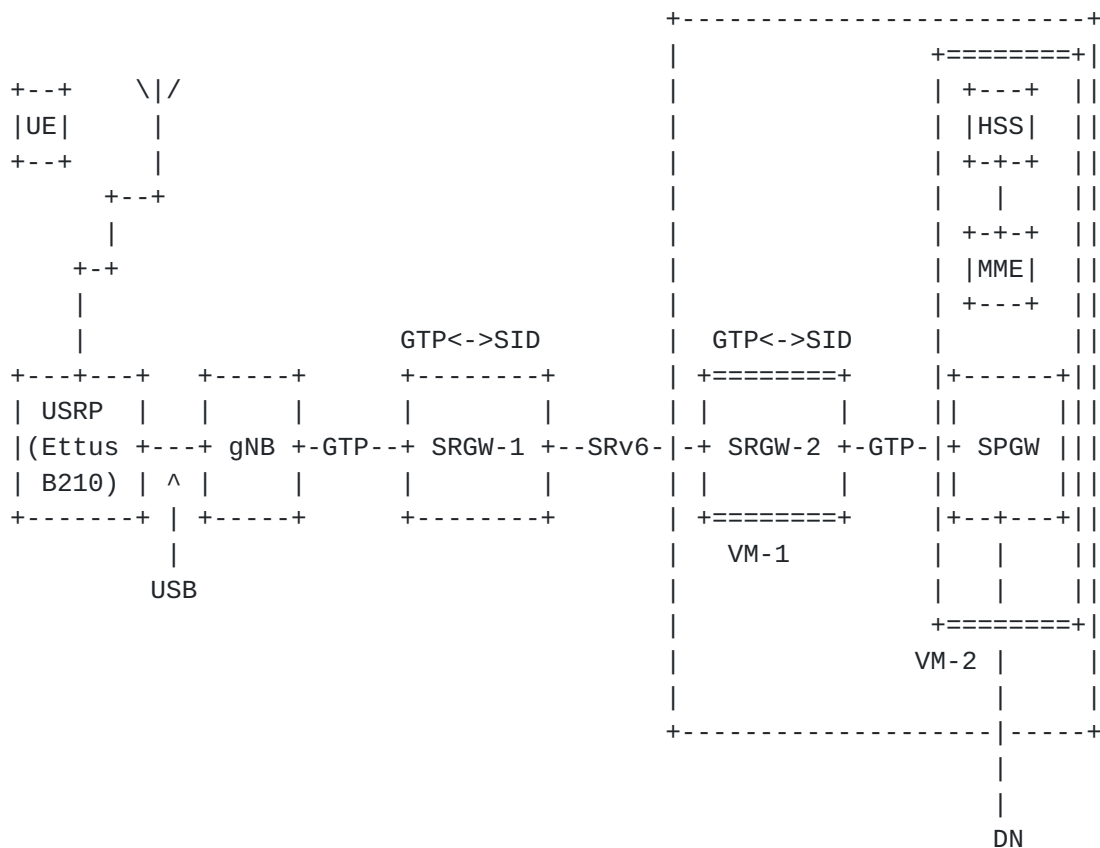 UE
HSS
MME
GTP<->SID GTP<->SID
USRP
(Ettus gNB GTP SRGW-1 SRv6 SRGW-2 GTP SPGW
B210) ^
VM-1
USB
VM-2
DN